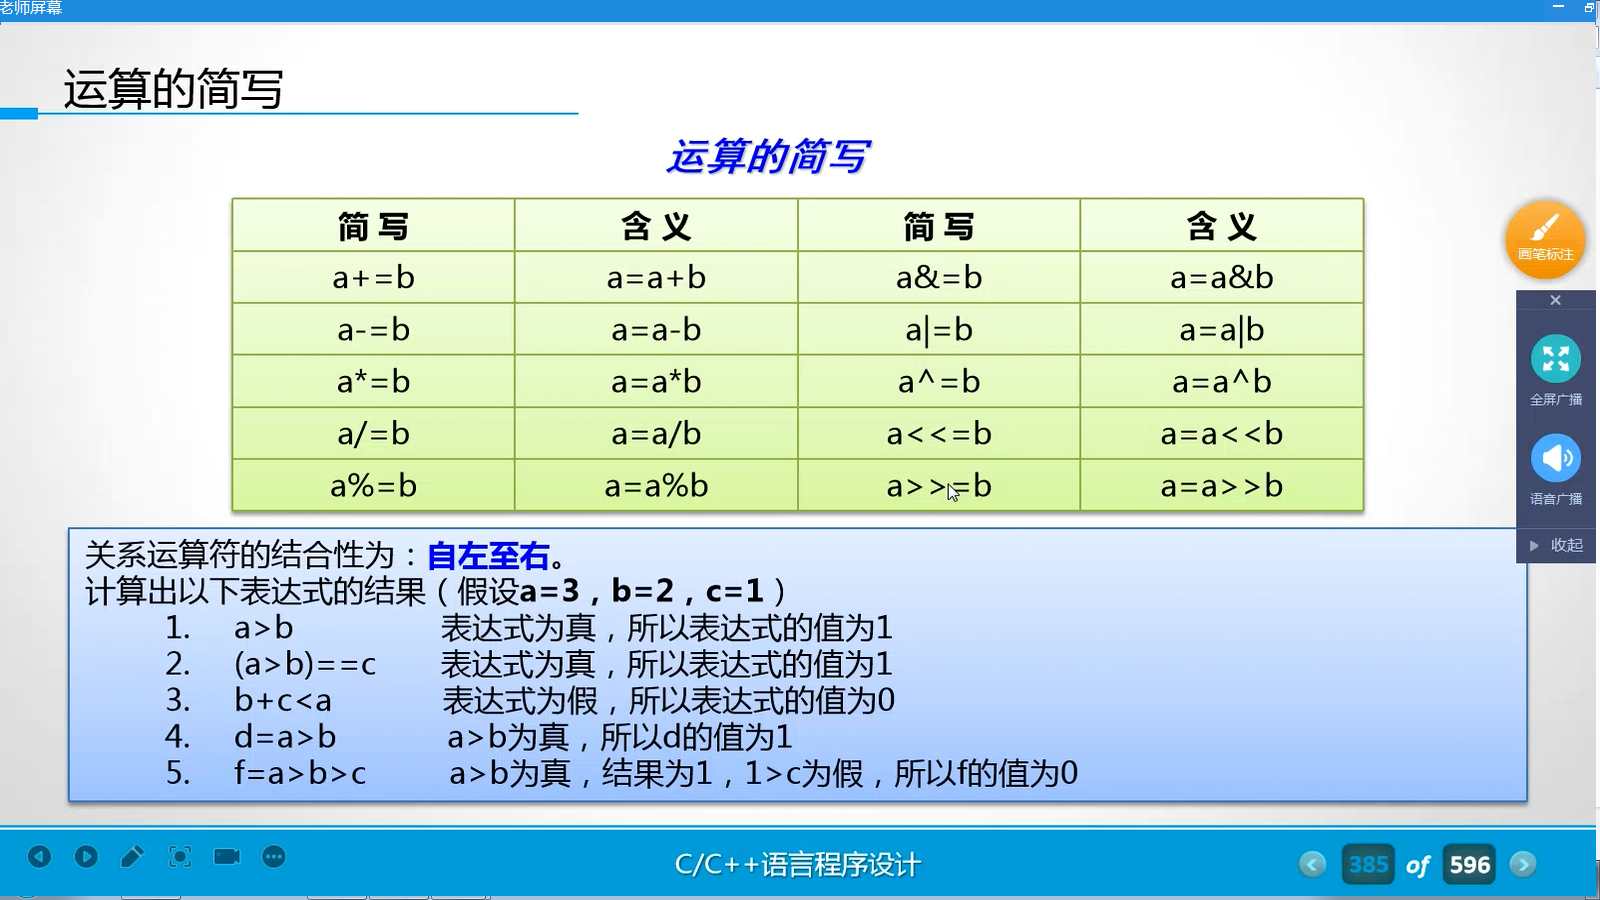 老师屏幕
运算的简写
运算的简写
简 写 含 义 简 写 含 义
a+=b a=a+b a&=b a=a&b
a-=b a=a-b a|=b a=a|b
a*=b a=a*b a^=b a=a^b
a/=b a=a/b a<<=b a=a<<b
a%=b a=a%b a>>=b a=a>>b
画笔标注
全屏广播
语音广播
收起
关系运算符的结合性为：自左至右。
计算出以下表达式的结果（假设a=3，b=2，c=1）
1. a>b 表达式为真，所以表达式的值为1
2. (a>b)==c 表达式为真，所以表达式的值为1
3. b+c<a 表达式为假，所以表达式的值为0
4. d=a>b a>b为真，所以d的值为1
5. f=a>b>c a>b为真，结果为1，1>c为假，所以f的值为0
C/C++语言程序设计
385 of 596